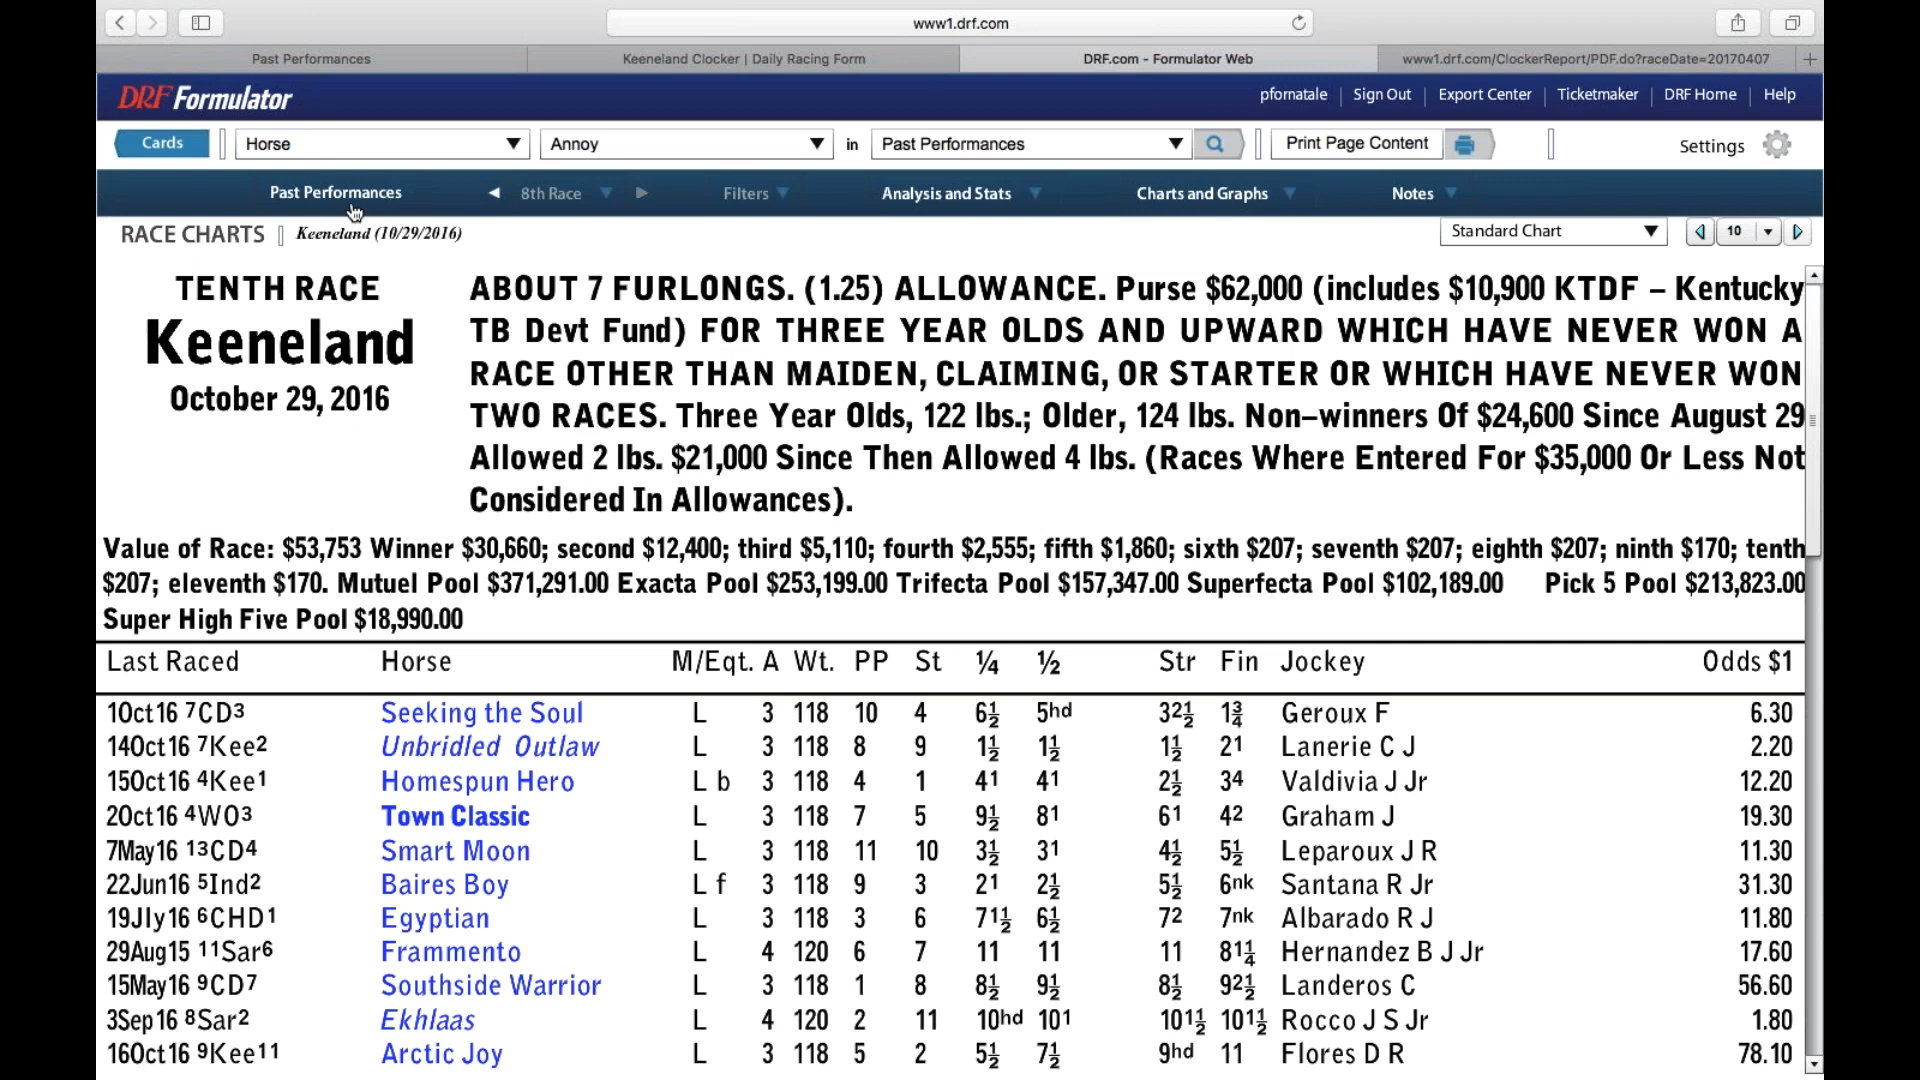 www1.drf.com
Past Performances
Keeneland Clocker | Daily Racing Form
DRF.com - Formulator Web
www1.drf.com/ClockerReport/PDF.do?raceDate=20170407
DRF Formulator
pfornatale | Sign Out | Export Center | Ticketmaker | DRF Home | Help
Cards Horse Annoy in Past Performances Print Page Content Settings
Past Performances 8th Race Filters Analysis and Stats Charts and Graphs Notes
RACE CHARTS Keeneland (10/29/2016) Standard Chart 10
TENTH RACE
Keeneland
October 29, 2016
ABOUT 7 FURLONGS. (1.25) ALLOWANCE. Purse $62,000 (includes $10,900 KTDF – Kentucky
TB Devt Fund) FOR THREE YEAR OLDS AND UPWARD WHICH HAVE NEVER WON A
RACE OTHER THAN MAIDEN, CLAIMING, OR STARTER OR WHICH HAVE NEVER WON
TWO RACES. Three Year Olds, 122 lbs.; Older, 124 lbs. Non–winners Of $24,600 Since August 29
Allowed 2 lbs. $21,000 Since Then Allowed 4 lbs. (Races Where Entered For $35,000 Or Less Not
Considered In Allowances).
Value of Race: $53,753 Winner $30,660; second $12,400; third $5,110; fourth $2,555; fifth $1,860; sixth $207; seventh $207; eighth $207; ninth $170; tenth
$207; eleventh $170. Mutuel Pool $371,291.00 Exacta Pool $253,199.00 Trifecta Pool $157,347.00 Superfecta Pool $102,189.00 Pick 5 Pool $213,823.00
Super High Five Pool $18,990.00
Last Raced Horse M/Eqt. A Wt. PP St ¼ ½ Str Fin Jockey Odds $1
1Oct16 7CD3 Seeking the Soul L 3 118 10 4 6½ 5hd 32½ 1¾ Geroux F 6.30
14Oct16 7Kee2 Unbridled Outlaw L 3 118 8 9 1½ 1½ 1½ 21 Lanerie C J 2.20
15Oct16 4Kee1 Homespun Hero L b 3 118 4 1 41 41 2½ 34 Valdivia J Jr 12.20
2Oct16 4WO3 Town Classic L 3 118 7 5 9½ 81 61 42 Graham J 19.30
7May16 13CD4 Smart Moon L 3 118 11 10 3½ 31 4½ 5½ Leparoux J R 11.30
22Jun16 5Ind2 Baires Boy L f 3 118 9 3 21 2½ 5½ 6nk Santana R Jr 31.30
19Jly16 6CHD1 Egyptian L 3 118 3 6 71½ 6½ 72 7nk Albarado R J 11.80
29Aug15 11Sar6 Frammento L 4 120 6 7 11 11 11 81¼ Hernandez B J Jr 17.60
15May16 9CD7 Southside Warrior L 3 118 1 8 8½ 9½ 8½ 92½ Landeros C 56.60
3Sep16 8Sar2 Ekhlaas L 4 120 2 11 10hd 101 101½ 101½ Rocco J S Jr 1.80
16Oct16 9Kee11 Arctic Joy L 3 118 5 2 5½ 7½ 9hd 11 Flores D R 78.10